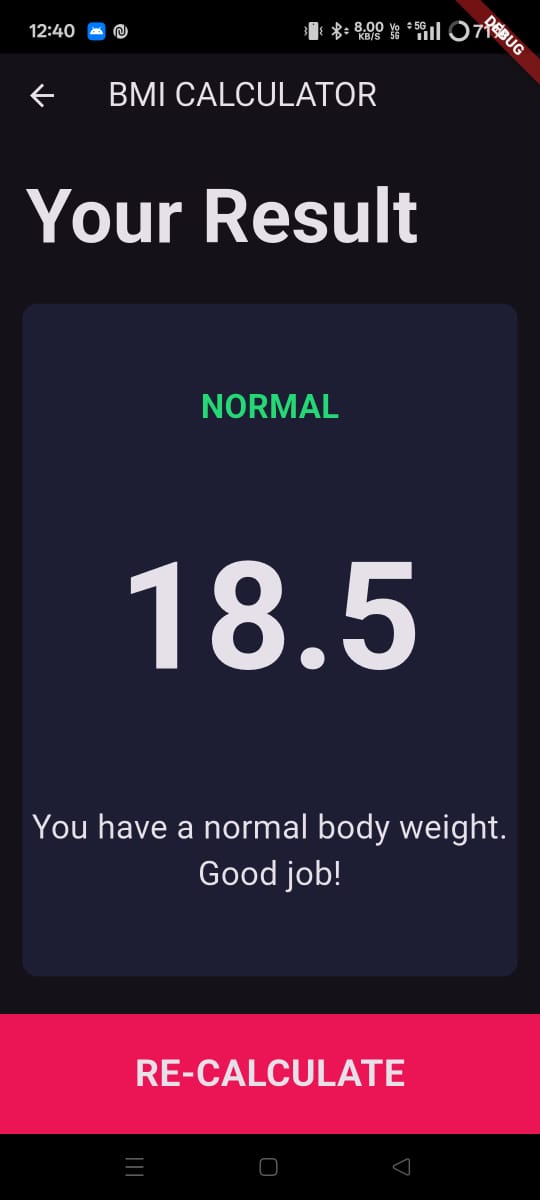 12:40 8.00 KB/S Vo 5G 5G 71%
DEBUG
BMI CALCULATOR
Your Result
NORMAL
18.5
You have a normal body weight.
Good job!
RE-CALCULATE